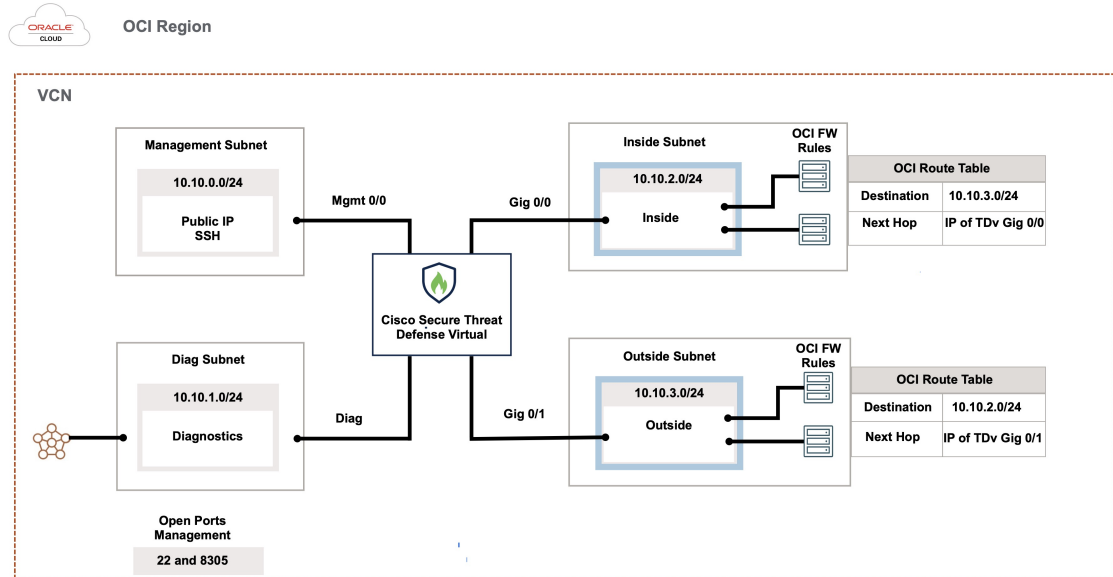 ORACLE
CLOUD
OCI Region
VCN
Management Subnet
10.10.0.0/24
Public IP
SSH
Mgmt 0/0
Gig 0/0
Inside Subnet
10.10.2.0/24
Inside
OCI FW
Rules
OCI Route Table
Destination 10.10.3.0/24
Next Hop IP of TDv Gig 0/0
Cisco Secure Threat
Defense Virtual
Diag Subnet
10.10.1.0/24
Diagnostics
Diag
Gig 0/1
Outside Subnet
10.10.3.0/24
Outside
OCI FW
Rules
OCI Route Table
Destination 10.10.2.0/24
Next Hop IP of TDv Gig 0/1
Open Ports
Management
22 and 8305